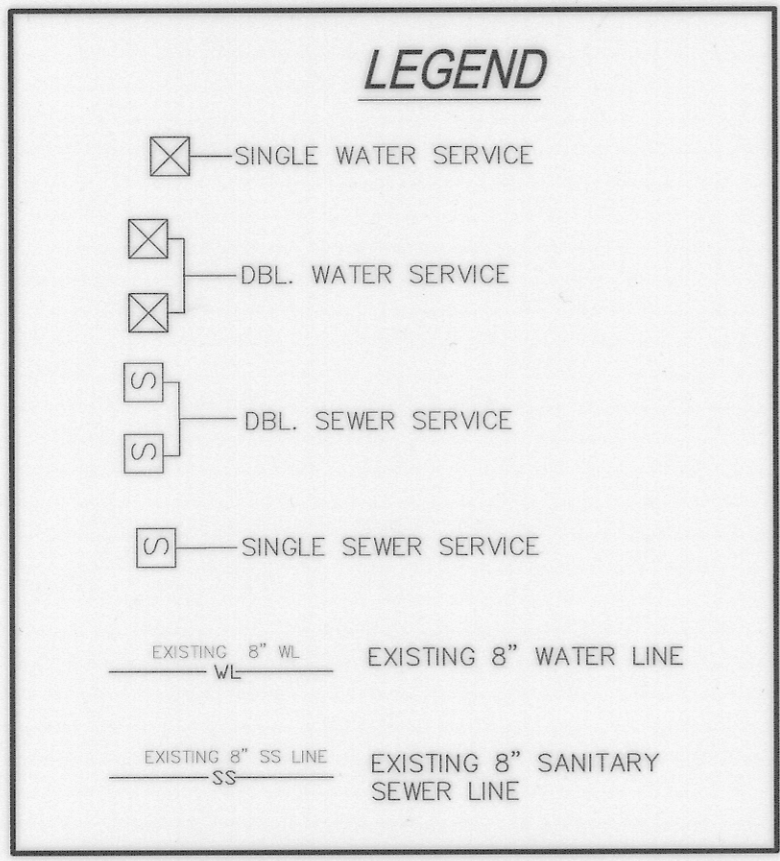 LEGEND
SINGLE WATER SERVICE
DBL. WATER SERVICE
S
DBL. SEWER SERVICE
S
S SINGLE SEWER SERVICE
EXISTING 8" WL
WL
EXISTING 8" WATER LINE
EXISTING 8" SS LINE
SS
EXISTING 8" SANITARY
SEWER LINE